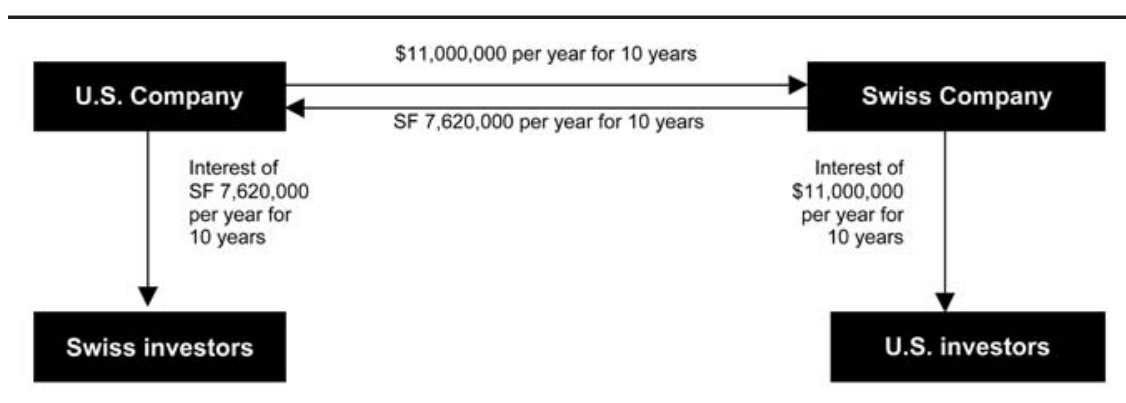 $11,000,000 per year for 10 years
U.S. Company
Swiss Company
SF 7,620,000 per year for 10 years
Interest of
SF 7,620,000
per year for
10 years
Interest of
$11,000,000
per year for
10 years
Swiss investors
U.S. investors